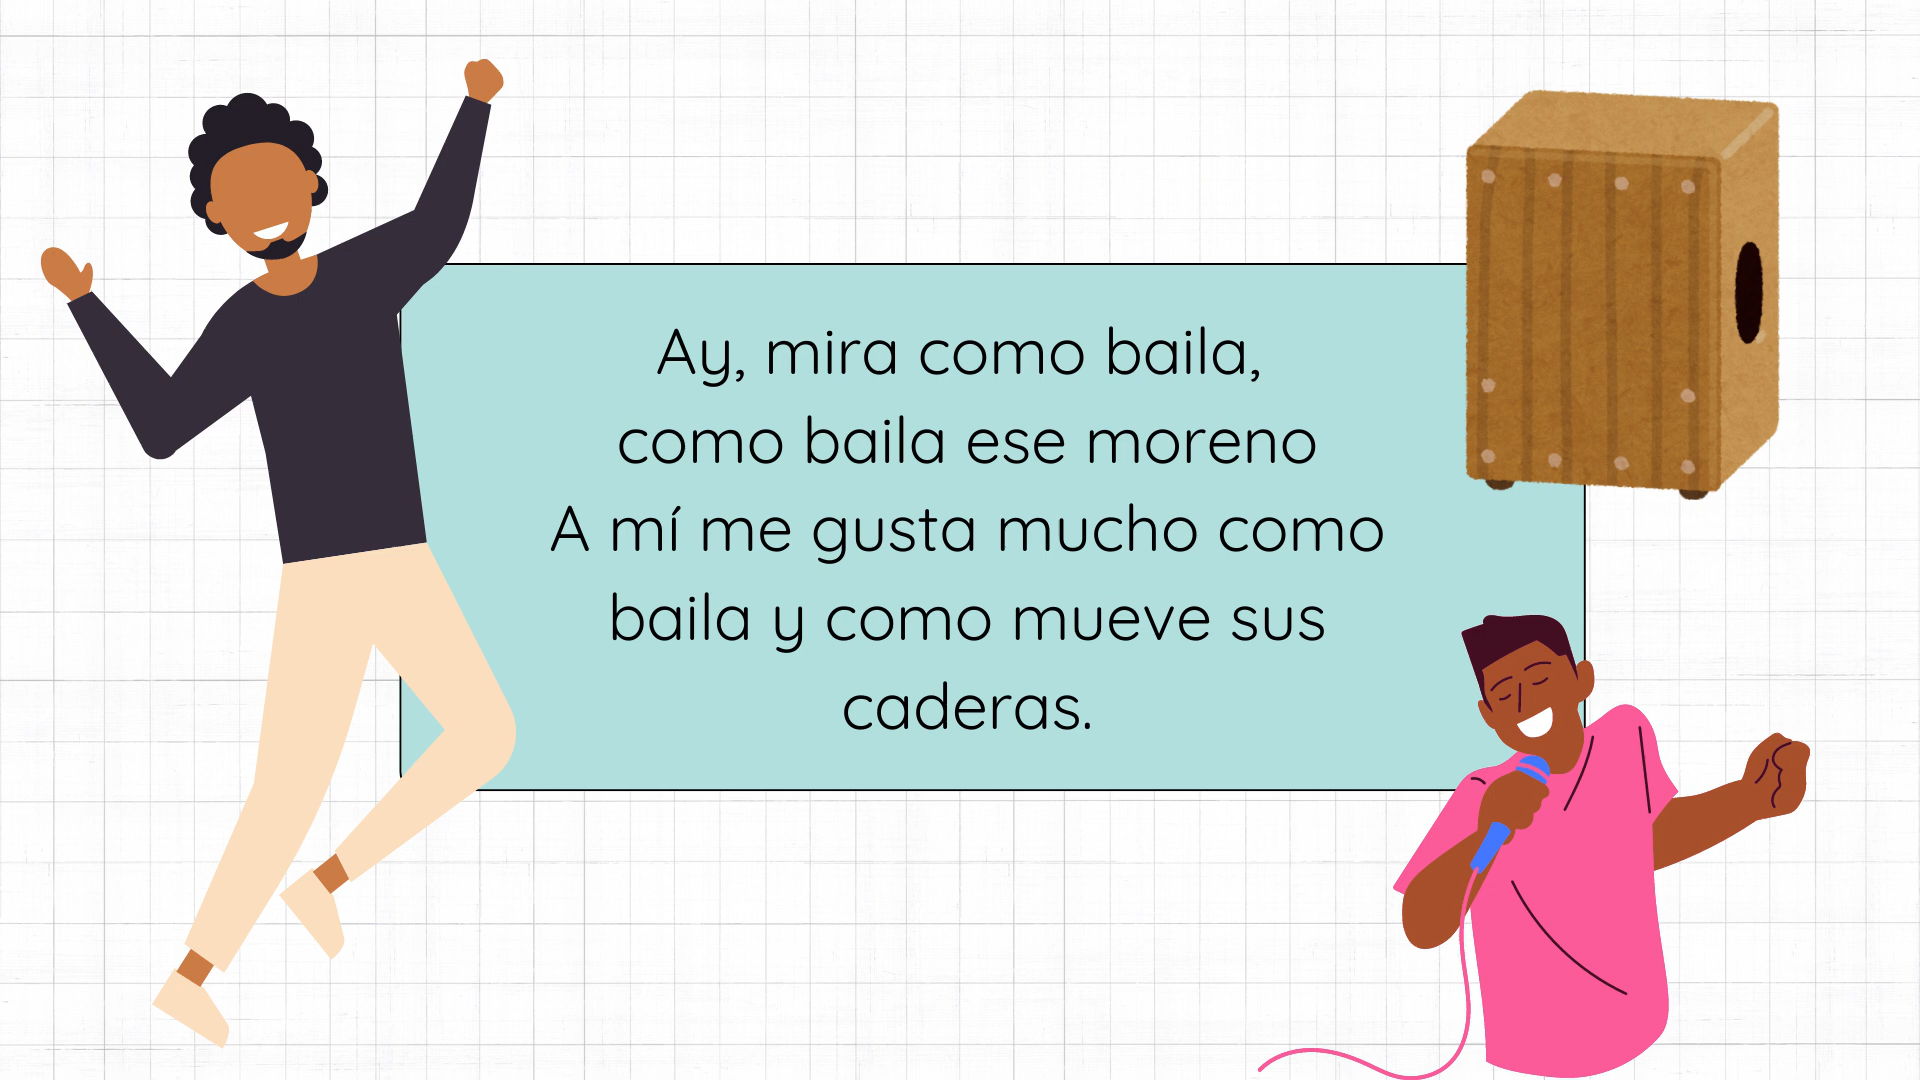 Ay, mira como baila,
como baila ese moreno
A mí me gusta mucho como
baila y como mueve sus
caderas.